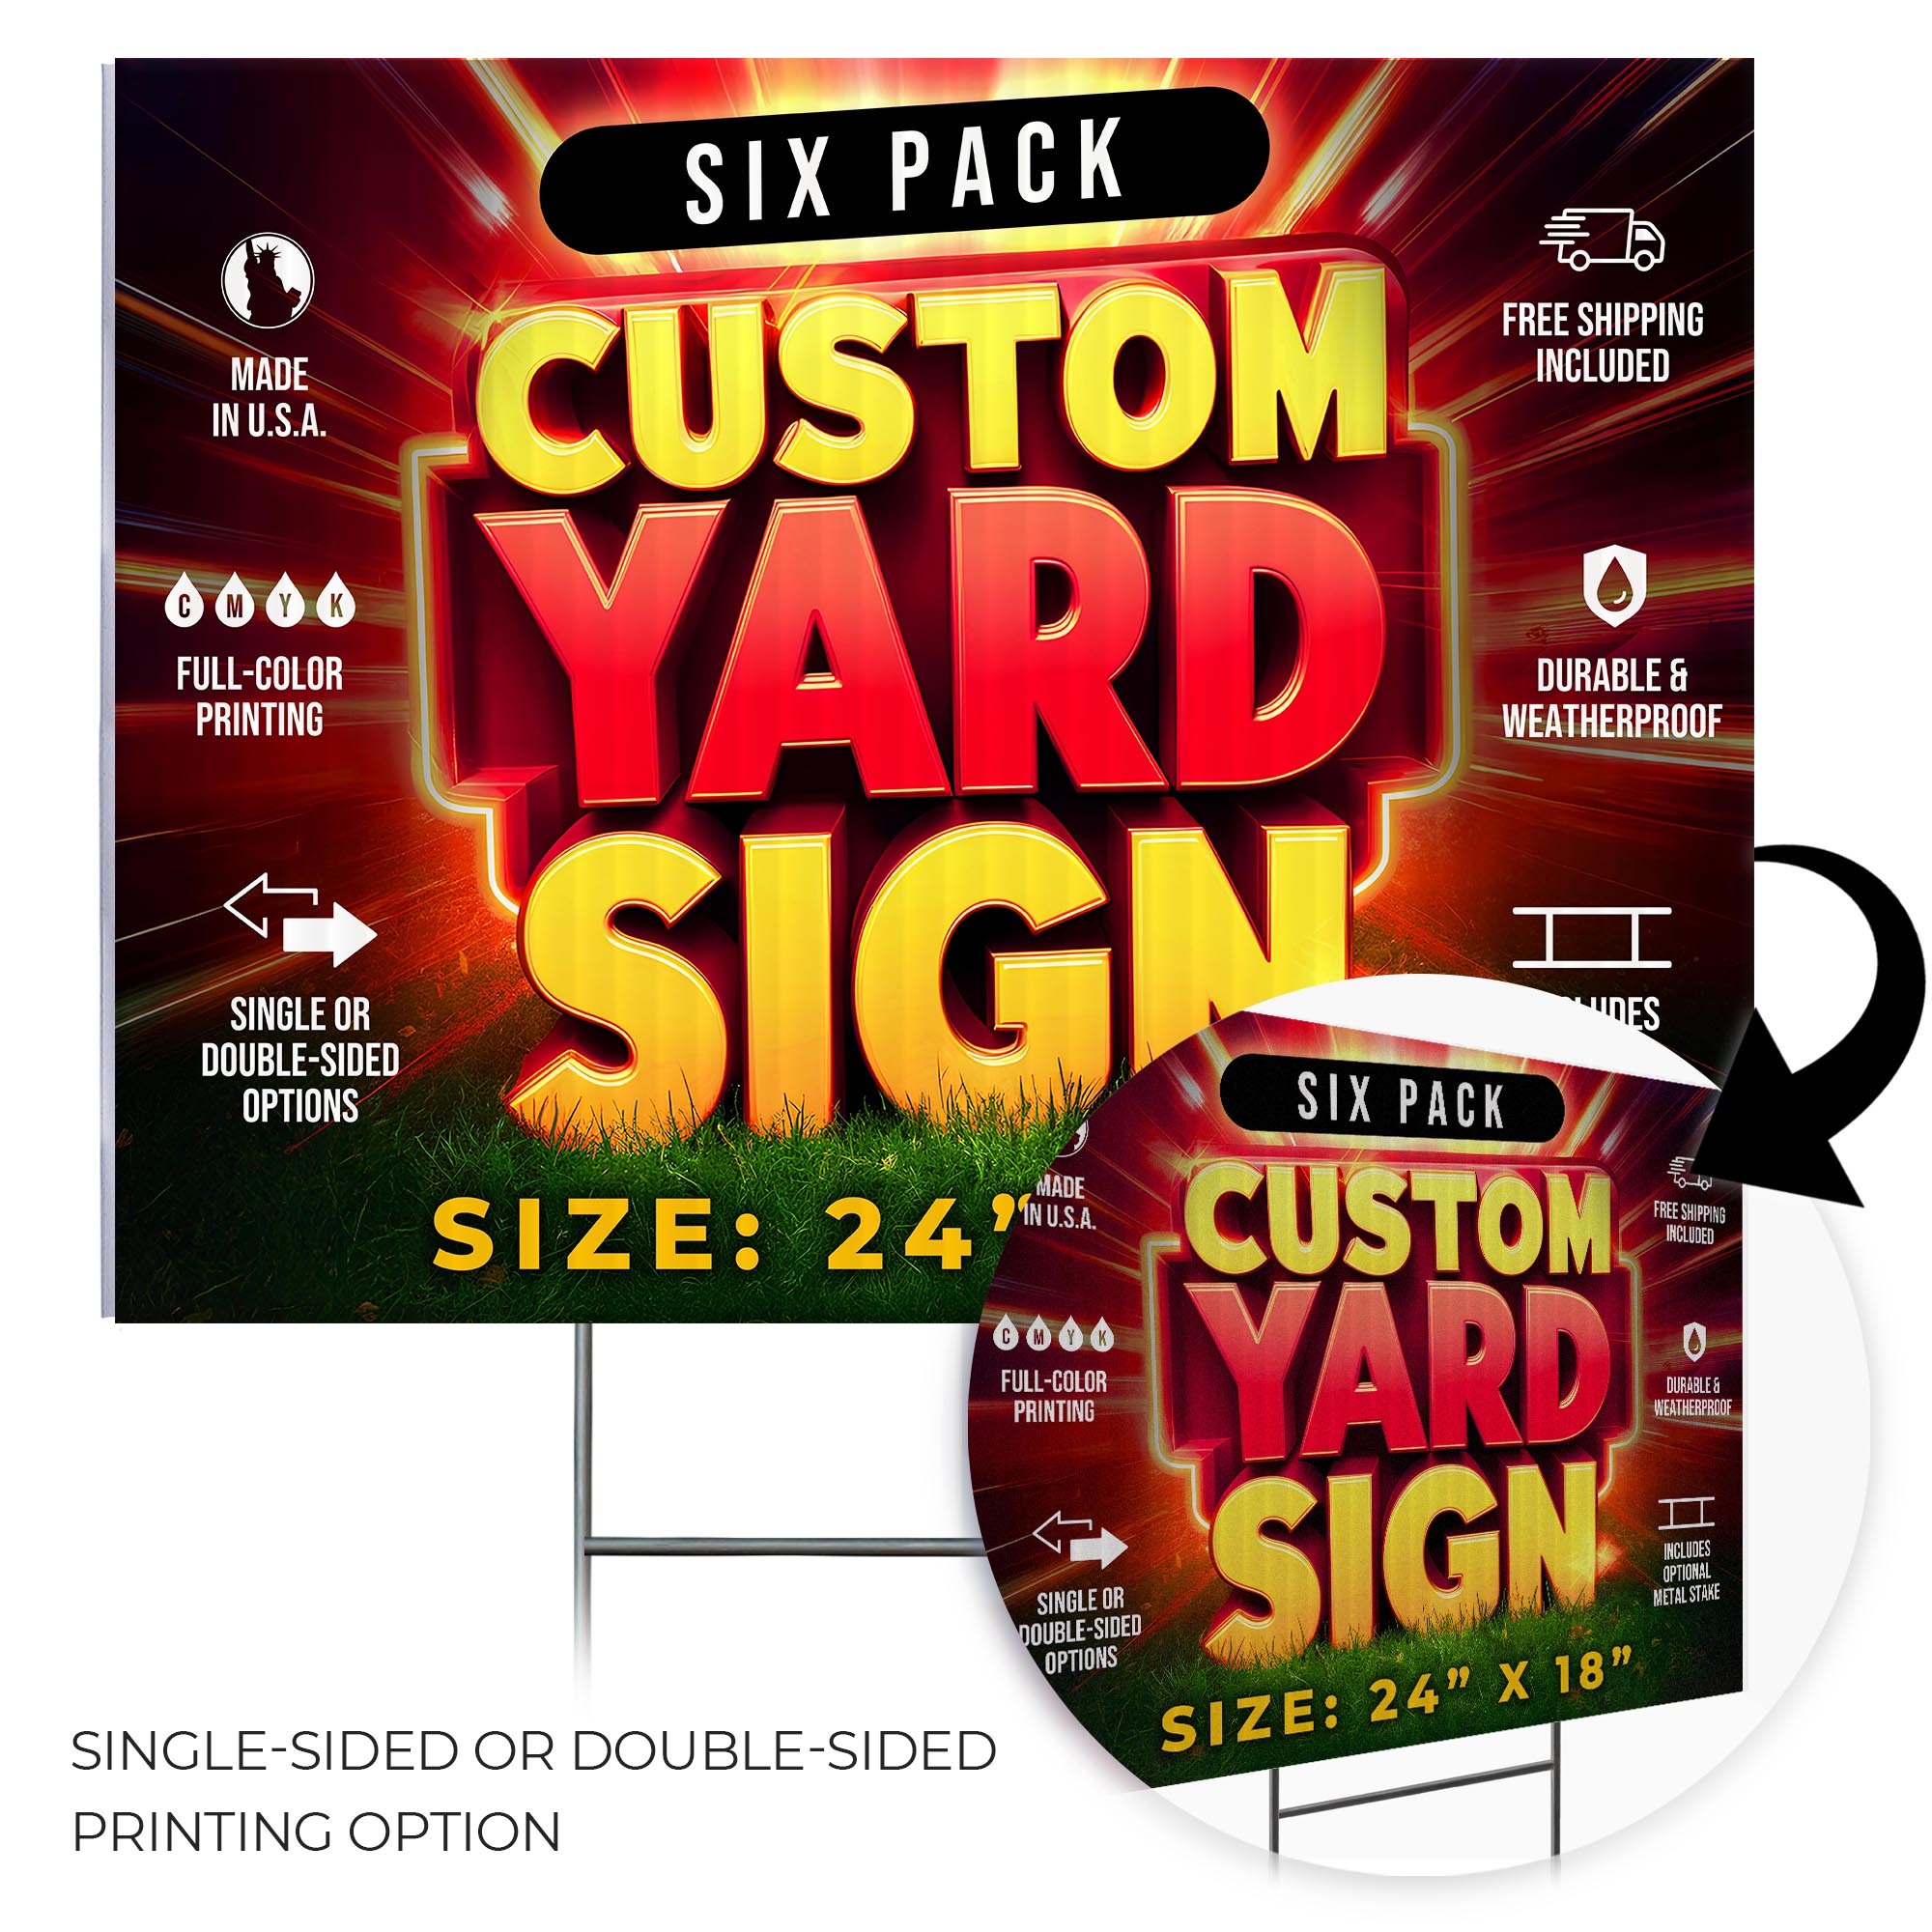 SIX PACK
CUSTOM
YARD
SIGN
MADE
IN U.S.A.
C M Y K
FULL-COLOR
PRINTING
SINGLE OR
DOUBLE-SIDED
OPTIONS
FREE SHIPPING
INCLUDED
DURABLE &
WEATHERPROOF
SIZE: 24”
SIX PACK
CUSTOM
YARD
SIGN
MADE
IN U.S.A.
C M Y K
FULL-COLOR
PRINTING
SINGLE OR
DOUBLE-SIDED
OPTIONS
FREE SHIPPING
INCLUDED
DURABLE &
WEATHERPROOF
INCLUDES
OPTIONAL
METAL STAKE
SIZE: 24” X 18”
SINGLE-SIDED OR DOUBLE-SIDED
PRINTING OPTION